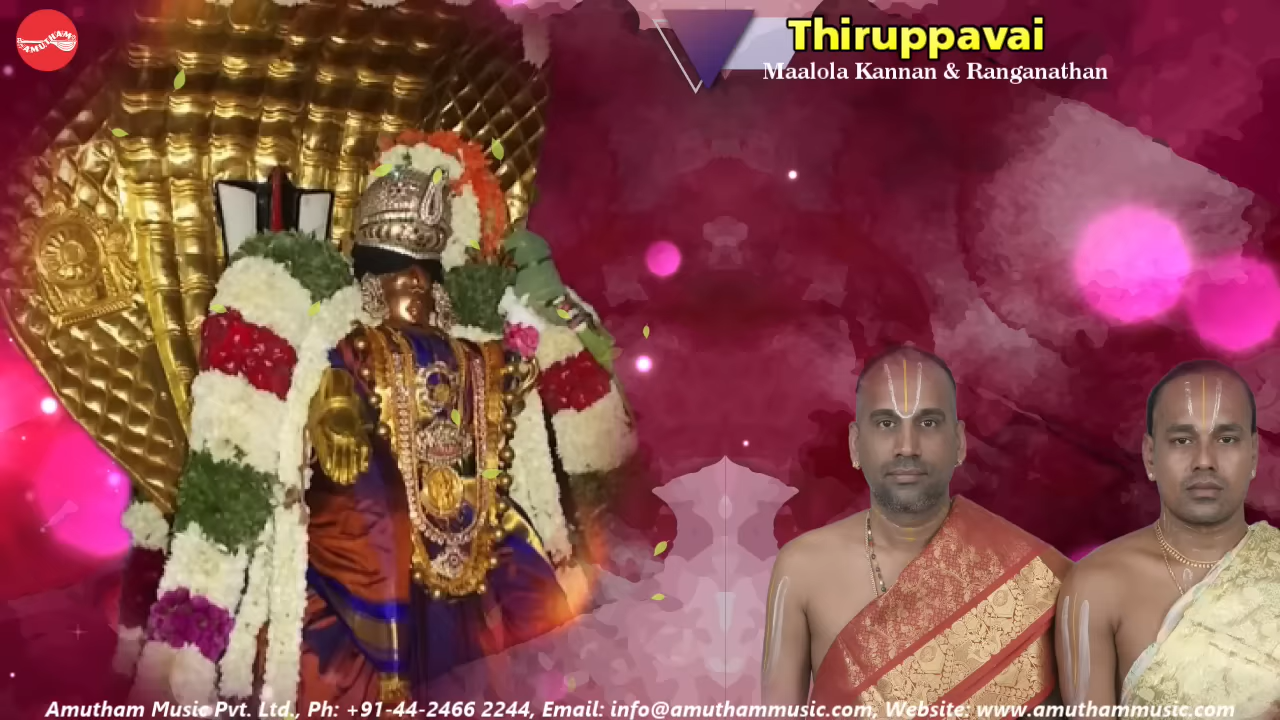 AMUTHAM
Thiruppavai
Maalola Kannan & Ranganathan
Amutham Music Pvt. Ltd., Ph: +91-44-2466 2244, Email: info@amuthammusic.com, Website: www.amuthammusic.com